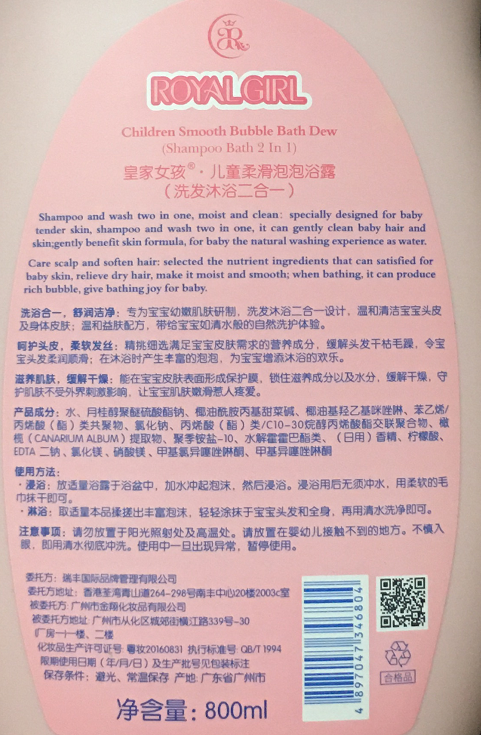 ROYAL GIRL
Children Smooth Bubble Bath Dew
(Shampoo Bath 2 In 1)
皇家女孩®·儿童柔滑泡泡浴露
(洗发沐浴二合一)
Shampoo and wash two in one, moist and clean: specially designed for baby
tender skin, shampoo and wash two in one, it can gently clean baby hair and
skin;gently benefit skin formula, for baby the natural washing experience as water.
Care scalp and soften hair: selected the nutrient ingredients that can satisfied for
baby skin, relieve dry hair, make it moist and smooth; when bathing, it can produce
rich bubble, give bathing joy for baby.
洗浴合一，舒润洁净：专为宝宝幼嫩肌肤研制，洗发沐浴二合一设计，温和清洁宝宝头皮
及身体皮肤；温和益肤配方，带给宝宝如清水般的自然洗护体验。
呵护头皮，柔软发丝：精挑细选满足宝宝皮肤需求的营养成分，缓解头发干枯毛躁，令宝
宝头发柔润顺滑；在沐浴时产生丰富的泡泡，为宝宝增添沐浴的欢乐。
滋养肌肤，缓解干燥：能在宝宝皮肤表面形成保护膜，锁住滋养成分以及水分，缓解干燥，守
护肌肤不受外界刺激影响，让宝宝肌肤嫩滑惹人疼爱。
产品成分：水、月桂醇聚醚硫酸酯钠、椰油酰胺丙基甜菜碱、椰油基羟乙基咪唑啉、苯乙烯/
丙烯酸（酯）类共聚物、氯化钠、丙烯酸（酯）类/C10-30烷醇丙烯酸酯交联聚合物、橄
榄（CANARIUM ALBUM）提取物、聚季铵盐-10、水解霍霍巴酯类、（日用）香精、柠檬酸、
EDTA 二钠、氯化镁、硝酸镁、甲基氯异噻唑啉酮、甲基异噻唑啉酮
使用方法：
·浸浴：放适量浴露于浴盆中，加水冲起泡沫，然后浸浴。浸浴用后无须冲水，用柔软的毛
巾抹干即可。
·淋浴：取适量本品揉搓出丰富泡沫，轻轻涂抹于宝宝头发和全身，再用清水洗净即可。
注意事项：请勿放置于阳光照射处及高温处。请放置在婴幼儿接触不到的地方。不慎入
眼，即用清水彻底冲洗。使用中一旦出现异常，暂停使用。
委托方：瑞丰国际品牌管理有限公司
委托方地址：香港荃湾青山道264-298号南丰中心20楼2003c室
被委托方：广州市金翔化妆品有限公司
被委托方地址：广州市从化区城郊街横江路339号-30
厂房一-一楼、二楼
化妆品生产许可证号：粤妆20160831 执行标准号：QB/T 1994
限期使用日期（年/月/日）及生产批号见包装标注
保存条件：避光、常温保存 产地：广东省广州市
净含量：800ml
4 897047 346804
合格品